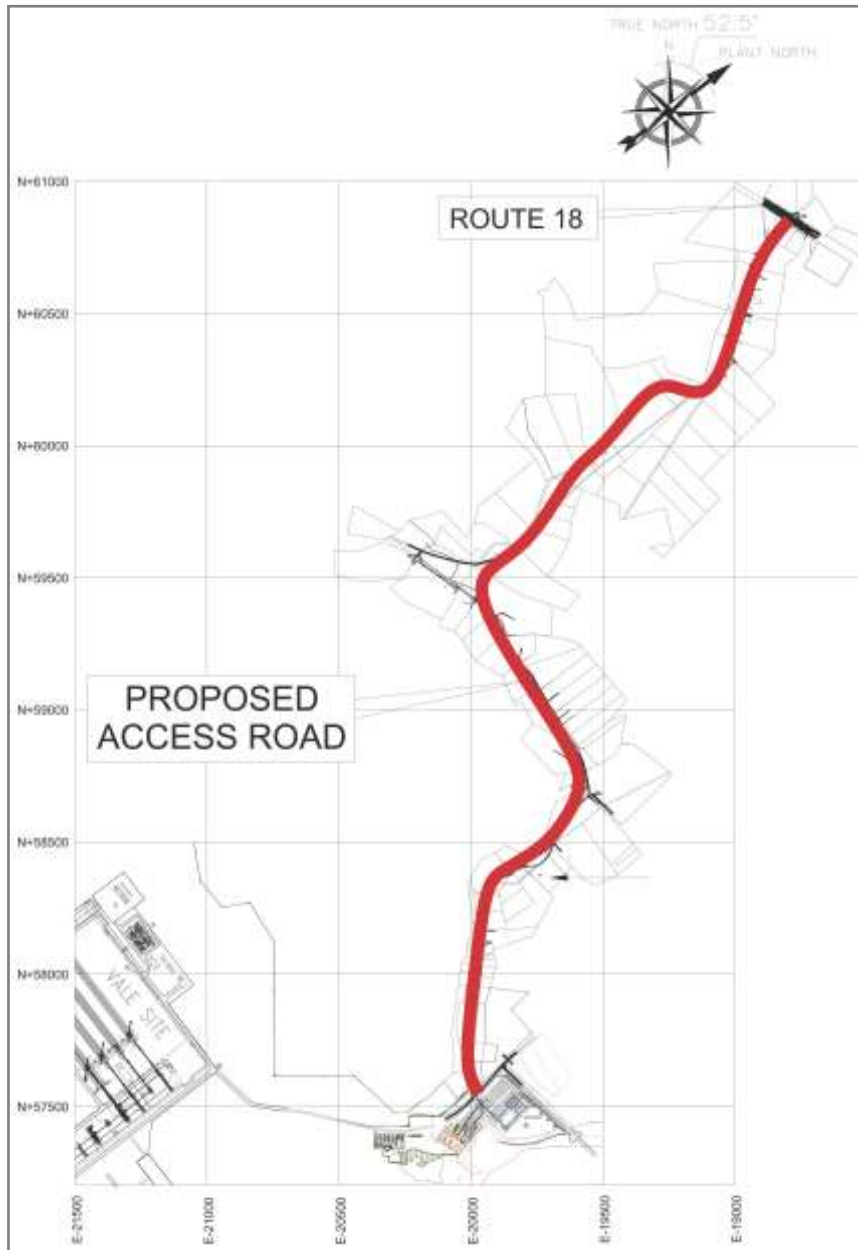 TRUE NORTH 52.5°
N
PLANT NORTH
N+61000
ROUTE 18
N+60500
N+60000
N+59500
N+59000
PROPOSED
ACCESS ROAD
N+58500
N+58000
VALE SITE
N+57500
E-21500
E-21000
E-20500
E-20000
E-19500
E-19000